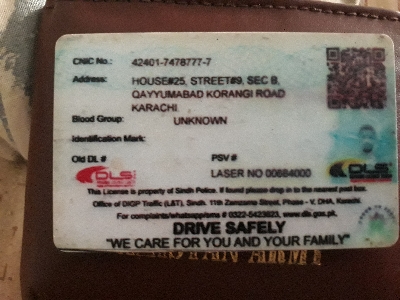 CNIC No.: 42401-7478777-7
Address: HOUSE#25, STREET#9, SEC B,
QAYYUMABAD KORANGI ROAD
KARACHI
Blood Group: UNKNOWN
Identification Mark:
Old DL # PSV #
DLS LASER NO 00664000 DLS
This License is property of Sindh Police. If found please drop in to the nearest post box.
Office of DIGP Traffic (L&T), Sindh, 11th Zamzama Street, Phase - V, DHA, Karachi.
For complaints/whatsapp/sms # 0322-5423623, www.dls.gos.pk
DRIVE SAFELY
"WE CARE FOR YOU AND YOUR FAMILY"